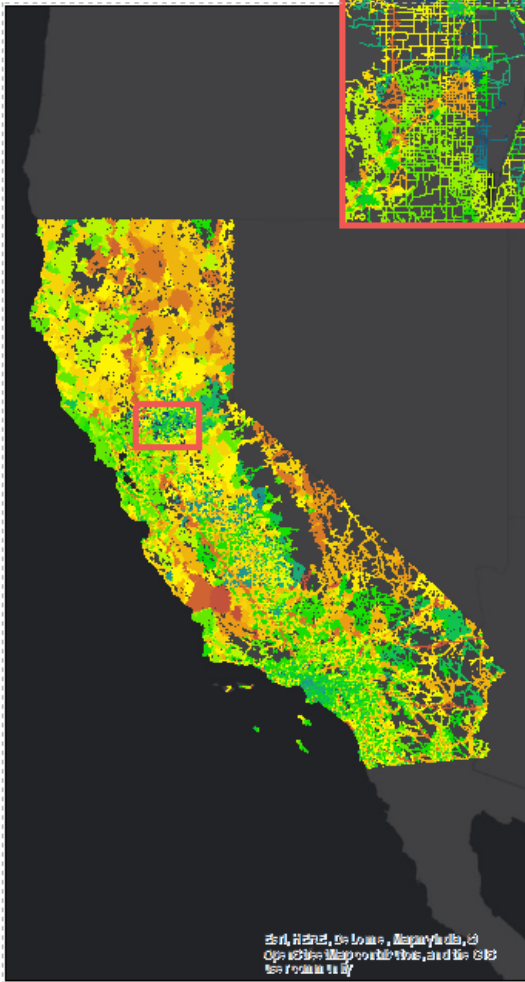 Esri, HERE, DeLorme, MapmyIndia, ©
OpenStreetMap contributors, and the GIS
user community